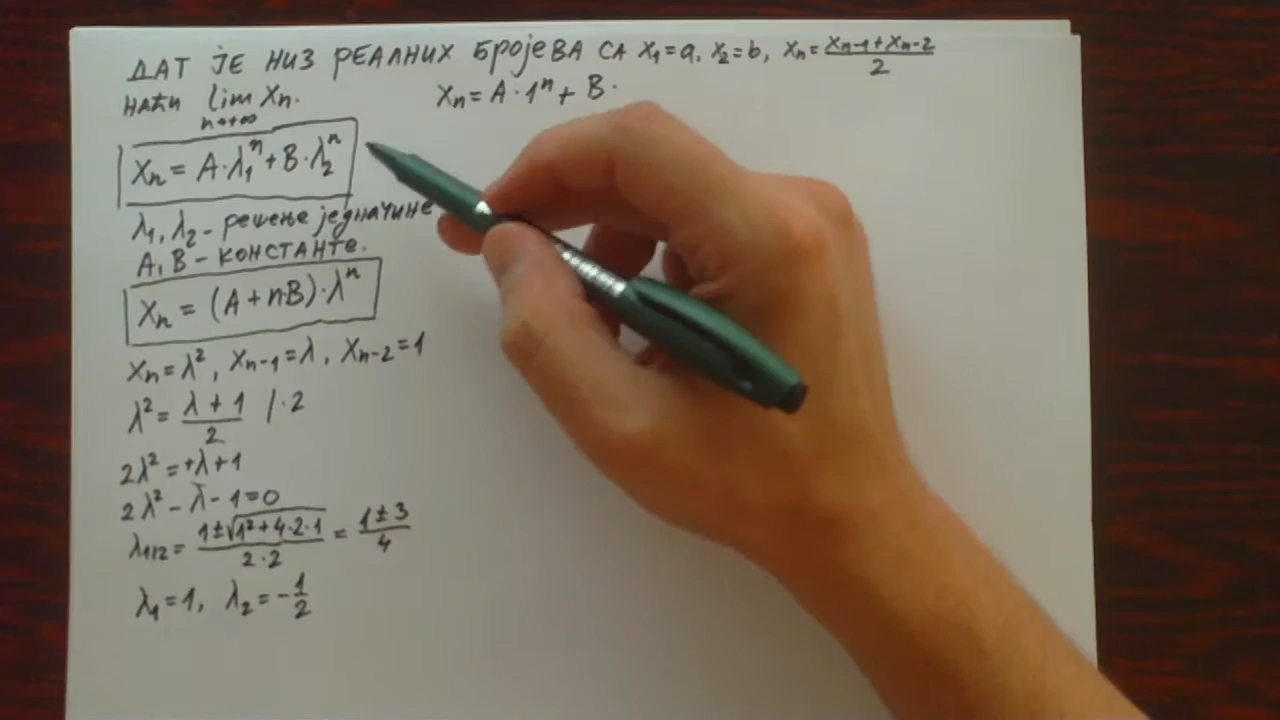 ДАТ ЈЕ НИЗ РЕАЛНИХ БРОЈЕВА СА x₁=a, x₂=b, xₙ=(xₙ₋₁+xₙ₋₂)/2
НАЋИ lim xₙ. n→+∞
xₙ = A·1ⁿ + B·
xₙ = A·λ₁ⁿ + B·λ₂ⁿ
λ₁, λ₂ - решење једначине
A, B - КОНСТАНТЕ.
xₙ = (A+nB)·λⁿ
xₙ=λ², xₙ₋₁=λ, xₙ₋₂=1
λ² = (λ+1)/2 /·2
2λ² = +λ+1
2λ² - λ - 1 = 0
λ₁/₂ = (1±√(1²+4·2·1))/(2·2) = (1±3)/4
λ₁=1, λ₂=-1/2